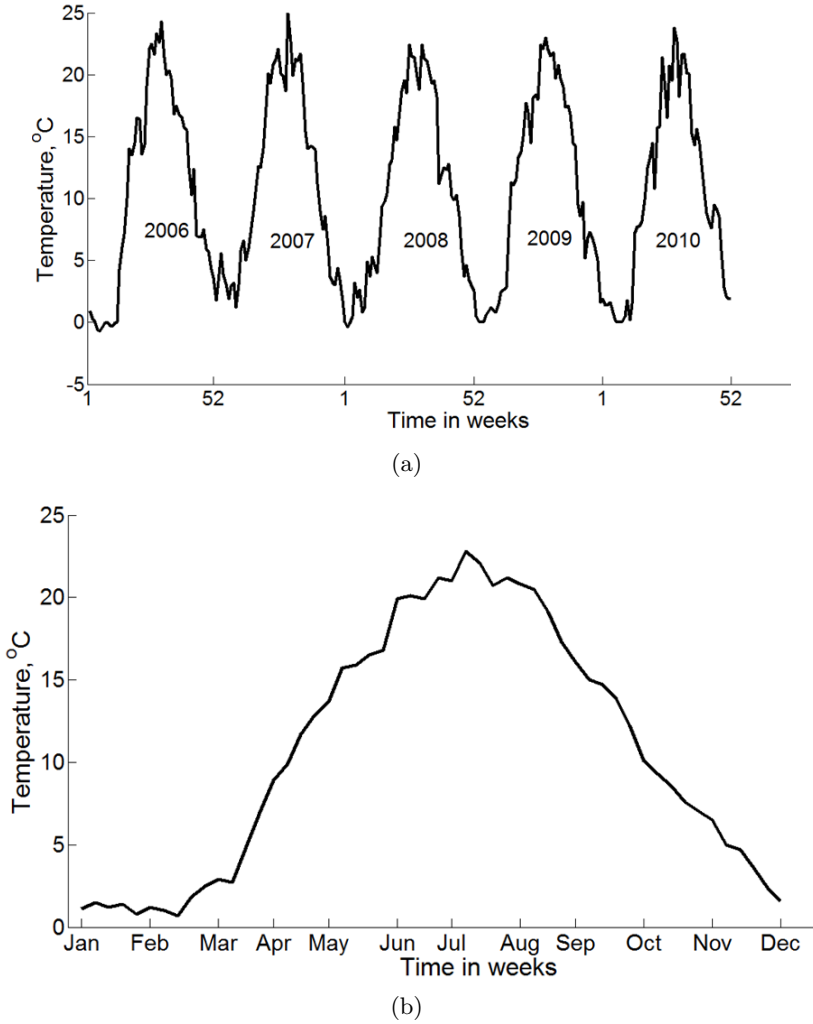 25
20
15
10
5
0
-5
Temperature, °C
2006
2007
2008
2009
2010
1
52
1
52
1
52
Time in weeks
(a)
25
20
15
10
5
0
Temperature, °C
Jan
Feb
Mar
Apr
May
Jun
Jul
Aug
Sep
Oct
Nov
Dec
Time in weeks
(b)